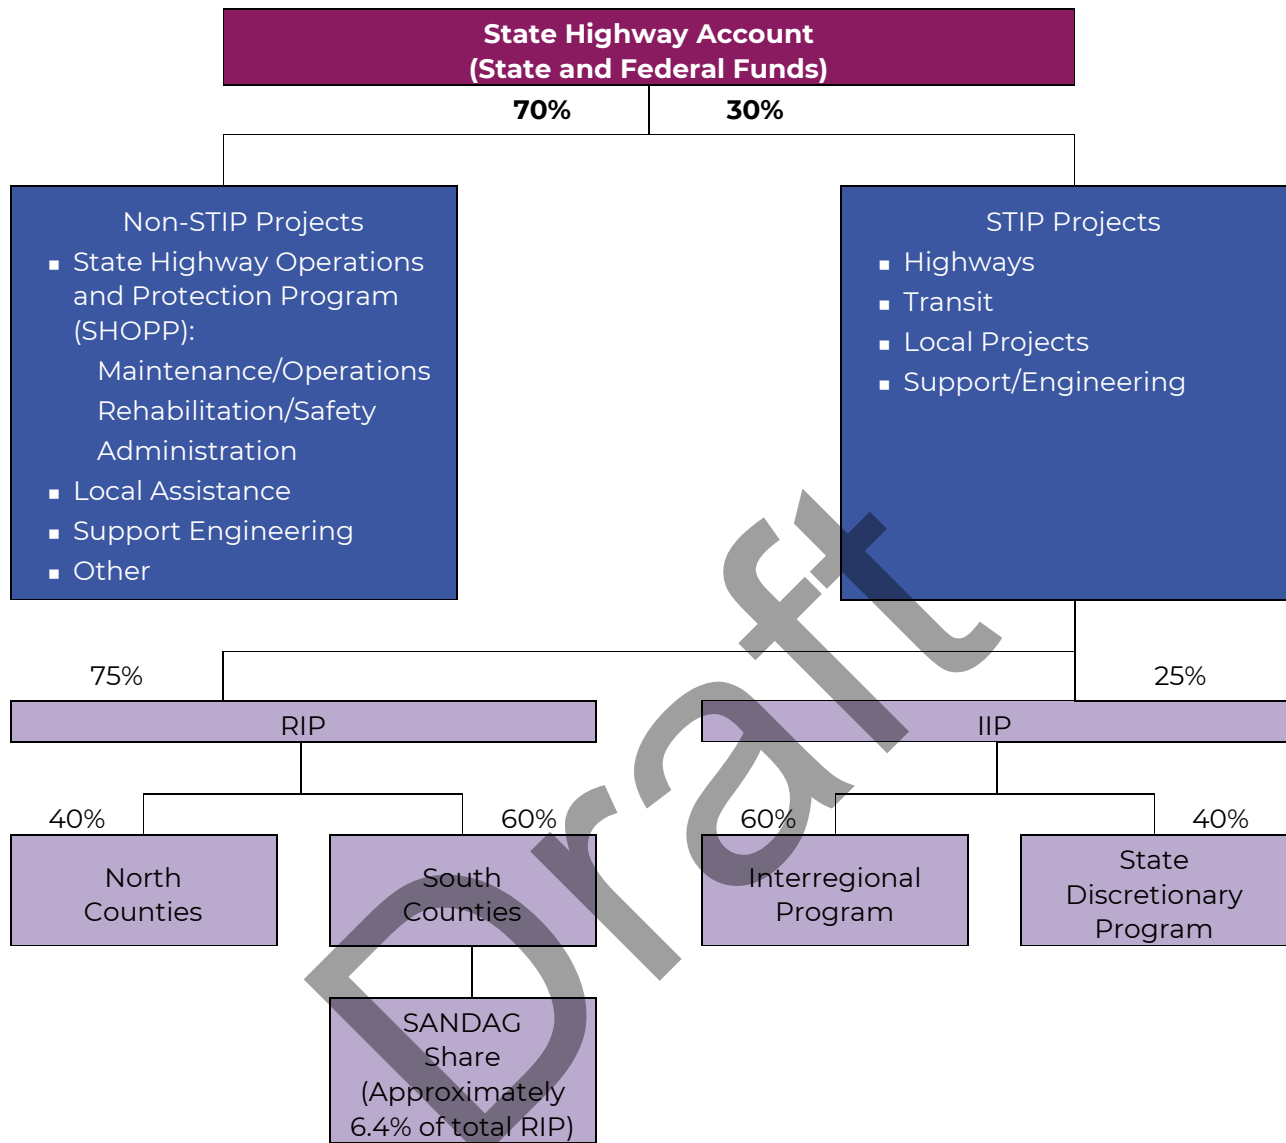 State Highway Account
(State and Federal Funds)
70%
30%
Non-STIP Projects
▪ State Highway Operations
and Protection Program
(SHOPP):
Maintenance/Operations
Rehabilitation/Safety
Administration
▪ Local Assistance
▪ Support Engineering
▪ Other
STIP Projects
▪ Highways
▪ Transit
▪ Local Projects
▪ Support/Engineering
75%
25%
RIP
IIP
40%
60%
60%
40%
North
Counties
South
Counties
Interregional
Program
State
Discretionary
Program
SANDAG
Share
(Approximately
6.4% of total RIP)
Draft